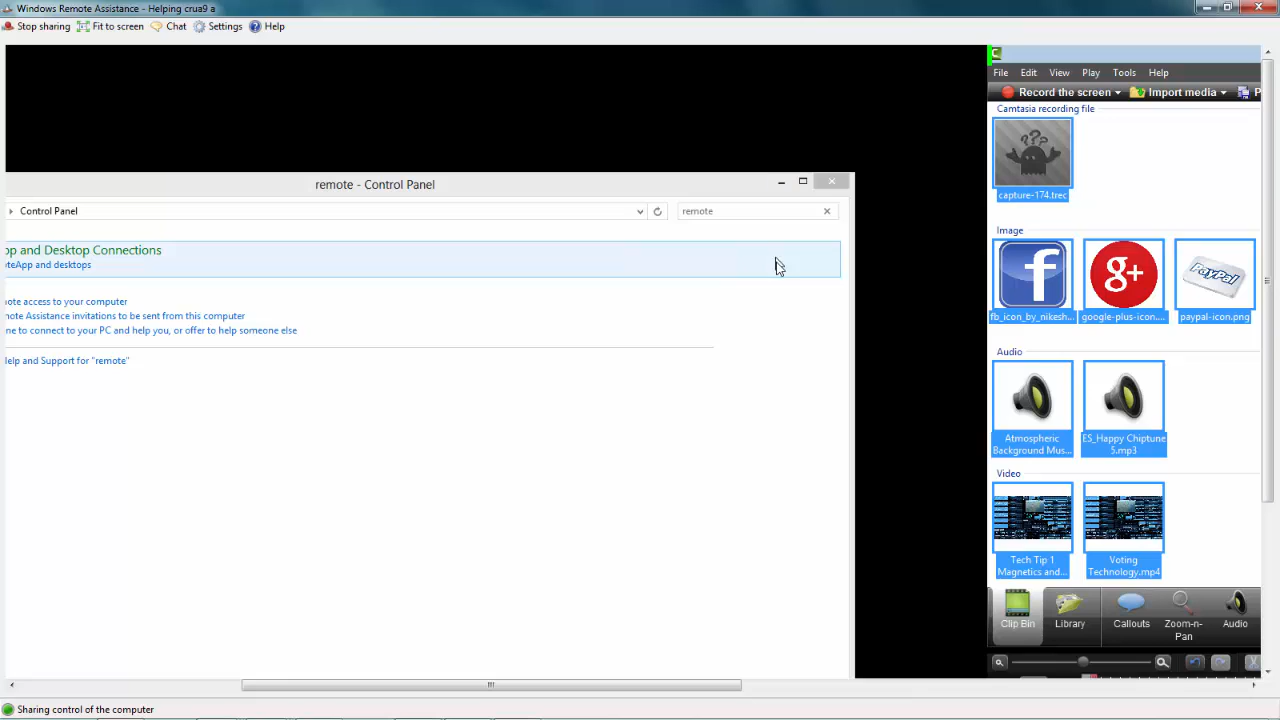 Windows Remote Assistance - Helping crua9 a
Stop sharing Fit to screen Chat Settings Help
remote - Control Panel
Control Panel
remote
pp and Desktop Connections
oteApp and desktops
ote access to your computer
mote Assistance invitations to be sent from this computer
ne to connect to your PC and help you, or offer to help someone else
Help and Support for "remote"
File Edit View Play Tools Help
Record the screen Import media P
Camtasia recording file
capture-174.trec
Image
fb_icon_by_nikesh... google-plus-icon.... paypal-icon.png
Audio
Atmospheric
Background Mus...
ES_Happy Chiptune
5.mp3
Video
Tech Tip 1
Magnetics and...
Voting
Technology.mp4
Clip Bin Library Callouts Zoom-n-
Pan
Audio
Sharing control of the computer